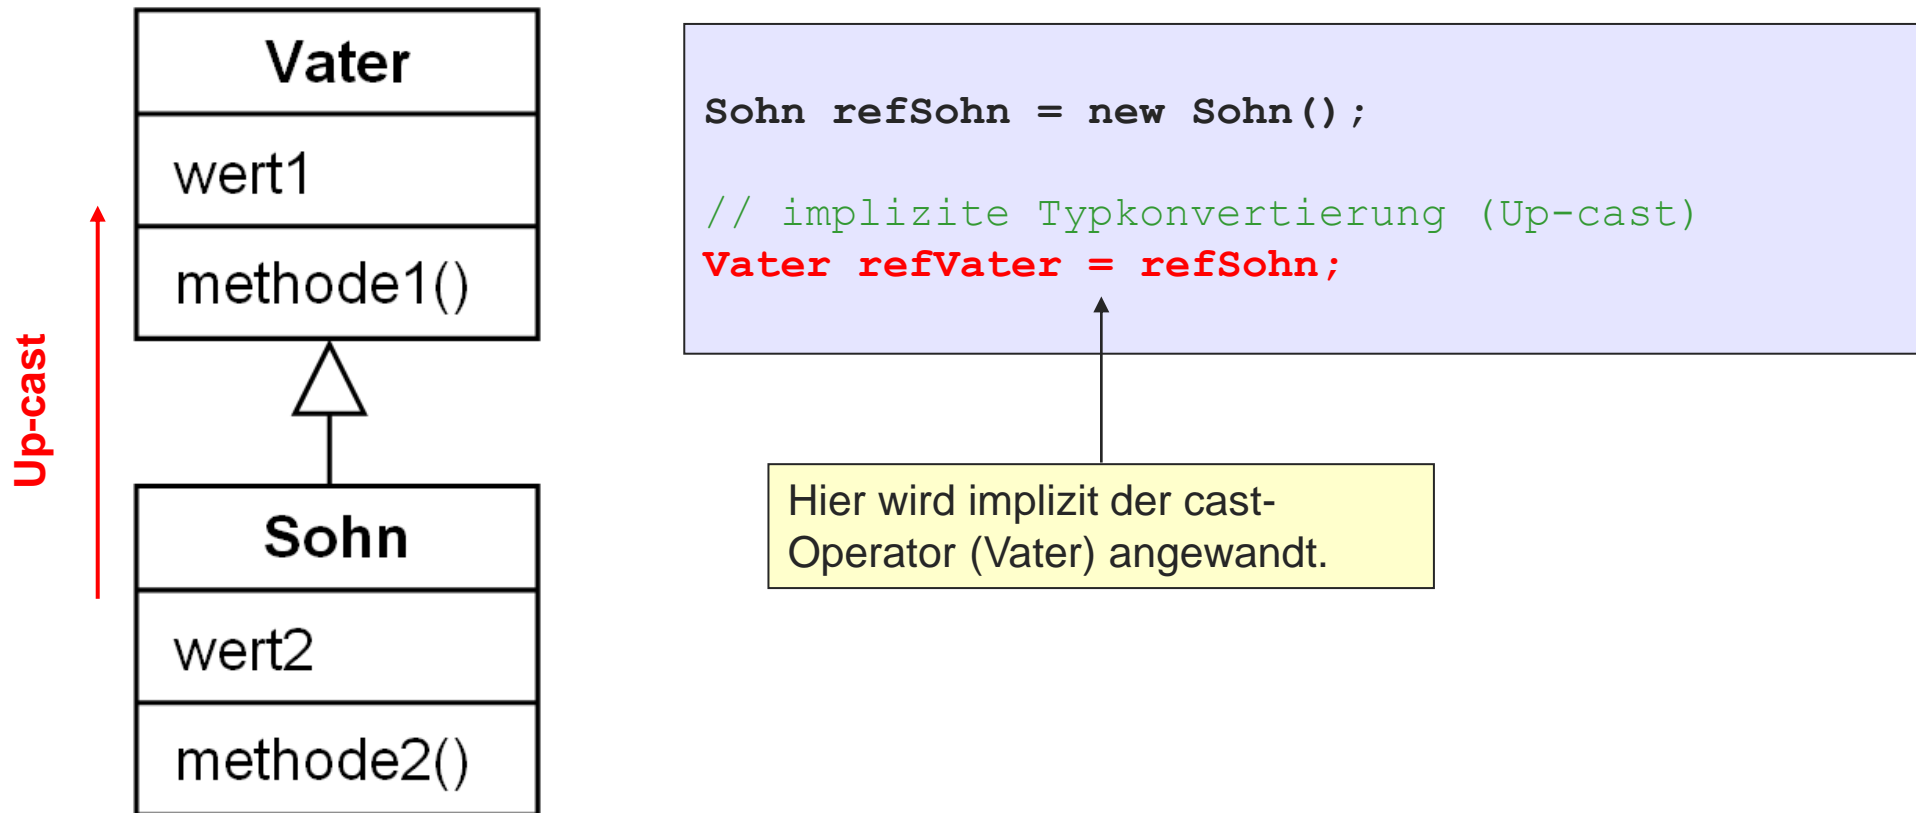 Up-cast
Vater
wert1
methode1()
Sohn
wert2
methode2()
Sohn refSohn = new Sohn();
// implizite Typkonvertierung (Up-cast)
Vater refVater = refSohn;
Hier wird implizit der cast-
Operator (Vater) angewandt.